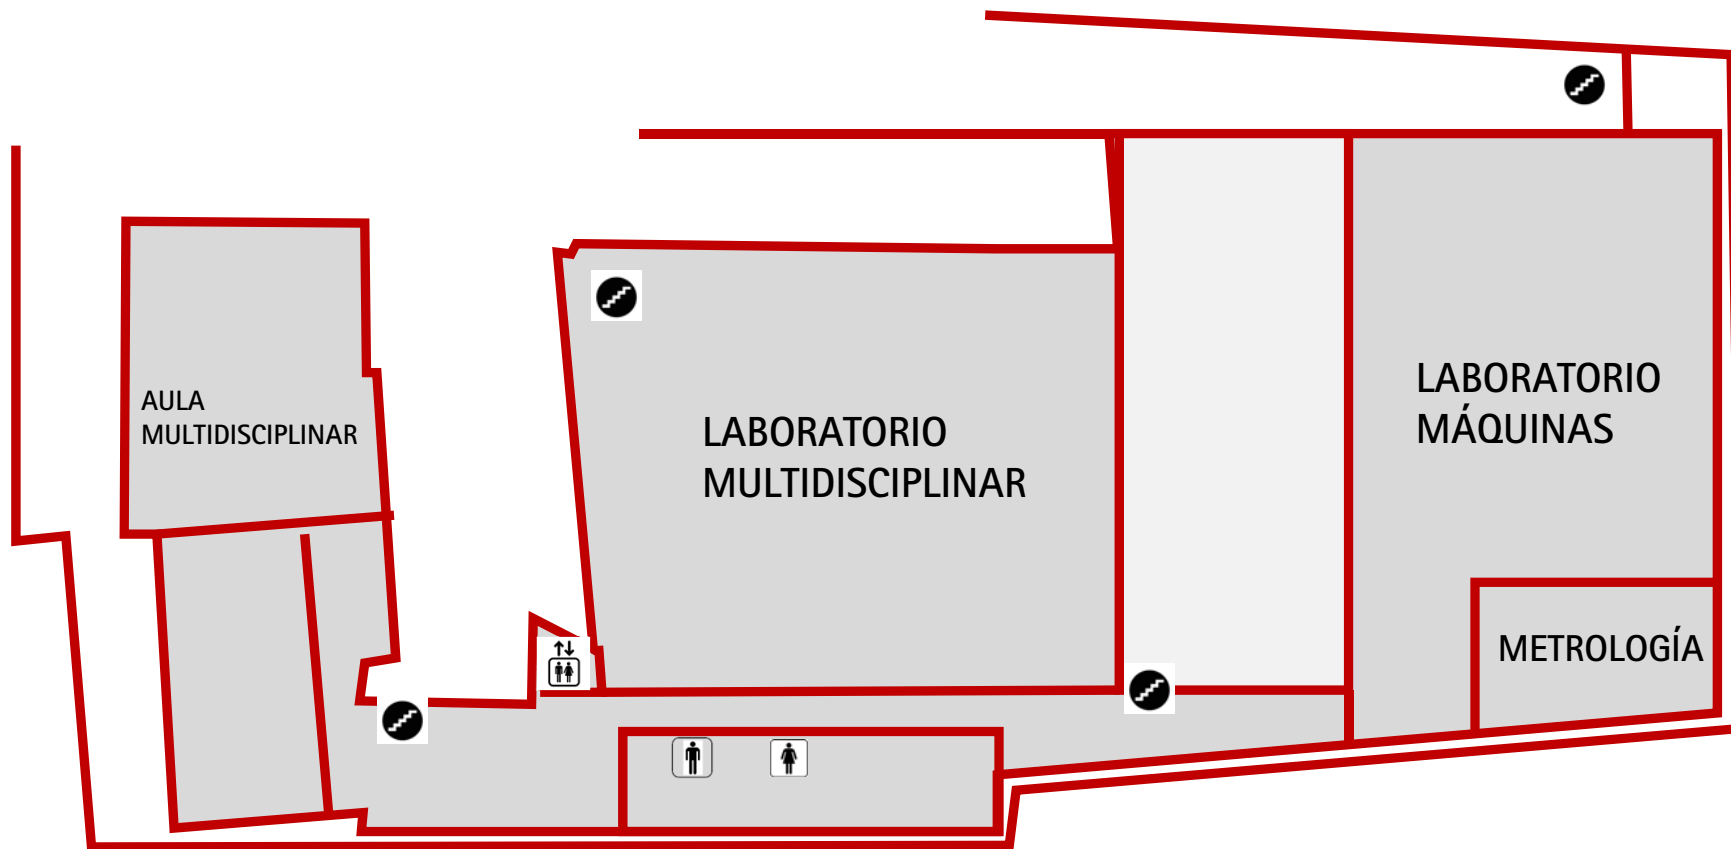 AULA
MULTIDISCIPLINAR
LABORATORIO
MULTIDISCIPLINAR
LABORATORIO
MÁQUINAS
METROLOGÍA